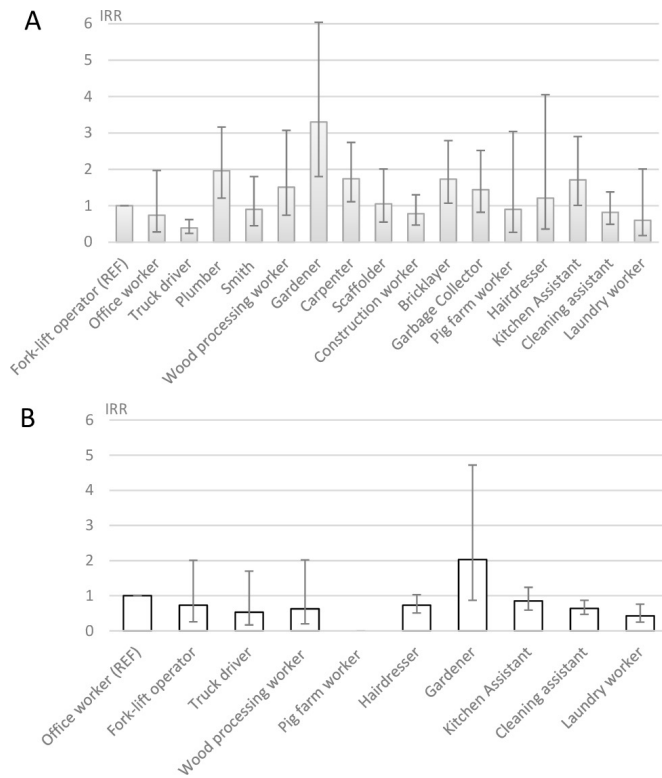 A
IRR
6
5
4
3
2
1
0
Fork-lift operator (REF)
Office worker
Truck driver
Plumber
Smith
Wood processing worker
Gardener
Carpenter
Scaffolder
Construction worker
Bricklayer
Garbage Collector
Pig farm worker
Hairdresser
Kitchen Assistant
Cleaning assistant
Laundry worker
B
IRR
6
5
4
3
2
1
0
Office worker (REF)
Fork-lift operator
Truck driver
Wood processing worker
Pig farm worker
Hairdresser
Gardener
Kitchen Assistant
Cleaning assistant
Laundry worker